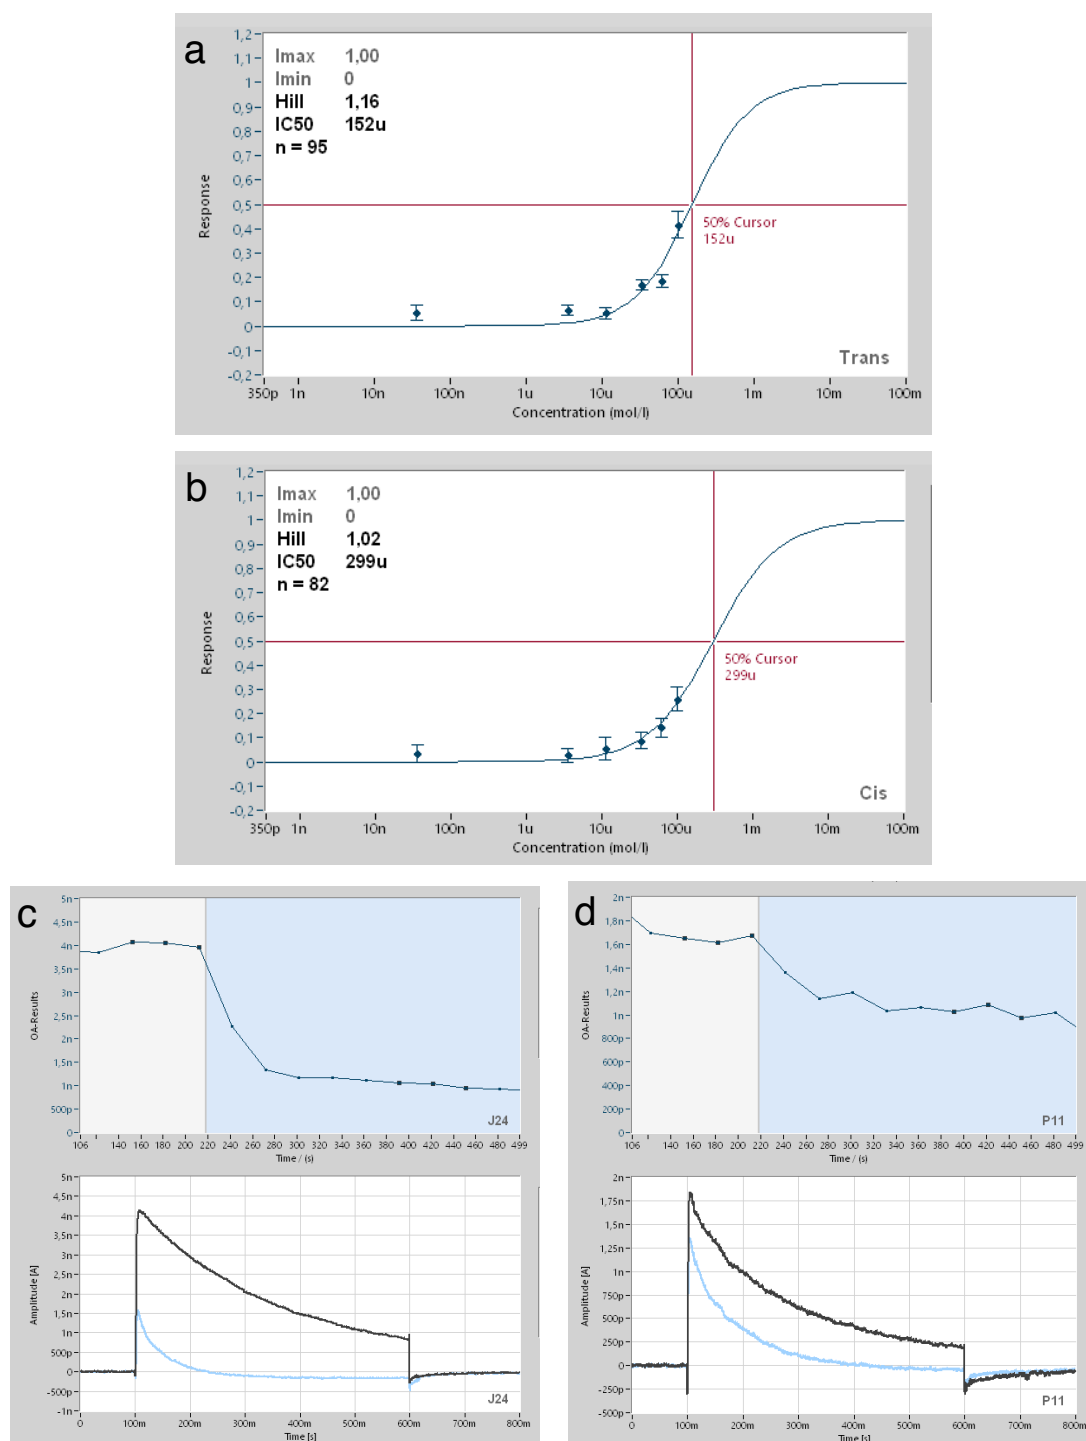 a
1,2
1,1
1
0,9
0,8
0,7
0,6
0,5
0,4
0,3
0,2
0,1
0
-0,1
-0,2
Response
Imax 1,00
Imin 0
Hill 1,16
IC50 152u
n = 95
50% Cursor
152u
Trans
350p 1n 10n 100n 1u 10u 100u 1m 10m 100m
Concentration (mol/l)
b
1,2
1,1
1
0,9
0,8
0,7
0,6
0,5
0,4
0,3
0,2
0,1
0
-0,1
-0,2
Response
Imax 1,00
Imin 0
Hill 1,02
IC50 299u
n = 82
50% Cursor
299u
Cis
350p 1n 10n 100n 1u 10u 100u 1m 10m 100m
Concentration (mol/l)
c
5n
4,5n
4n
3,5n
3n
2,5n
2n
1,5n
1n
500p
0
OA-Results
J24
106 140 160 180 200 220 240 260 280 300 320 340 360 380 400 420 440 460 480 499
Time / (s)
5n
4,5n
4n
3,5n
3n
2,5n
2n
1,5n
1n
500p
0
-500p
-1n
Amplitude [A]
J24
0 100m 200m 300m 400m 500m 600m 700m 800m
Time [s]
d
2n
1,8n
1,6n
1,4n
1,2n
1n
800p
600p
400p
200p
0
OA-Results
P11
106 140 160 180 200 220 240 260 280 300 320 340 360 380 400 420 440 460 480 499
Time / (s)
2n
1,75n
1,5n
1,25n
1n
750p
500p
250p
0
-250p
-500p
Amplitude [A]
P11
0 100m 200m 300m 400m 500m 600m 700m 800m
Time [s]